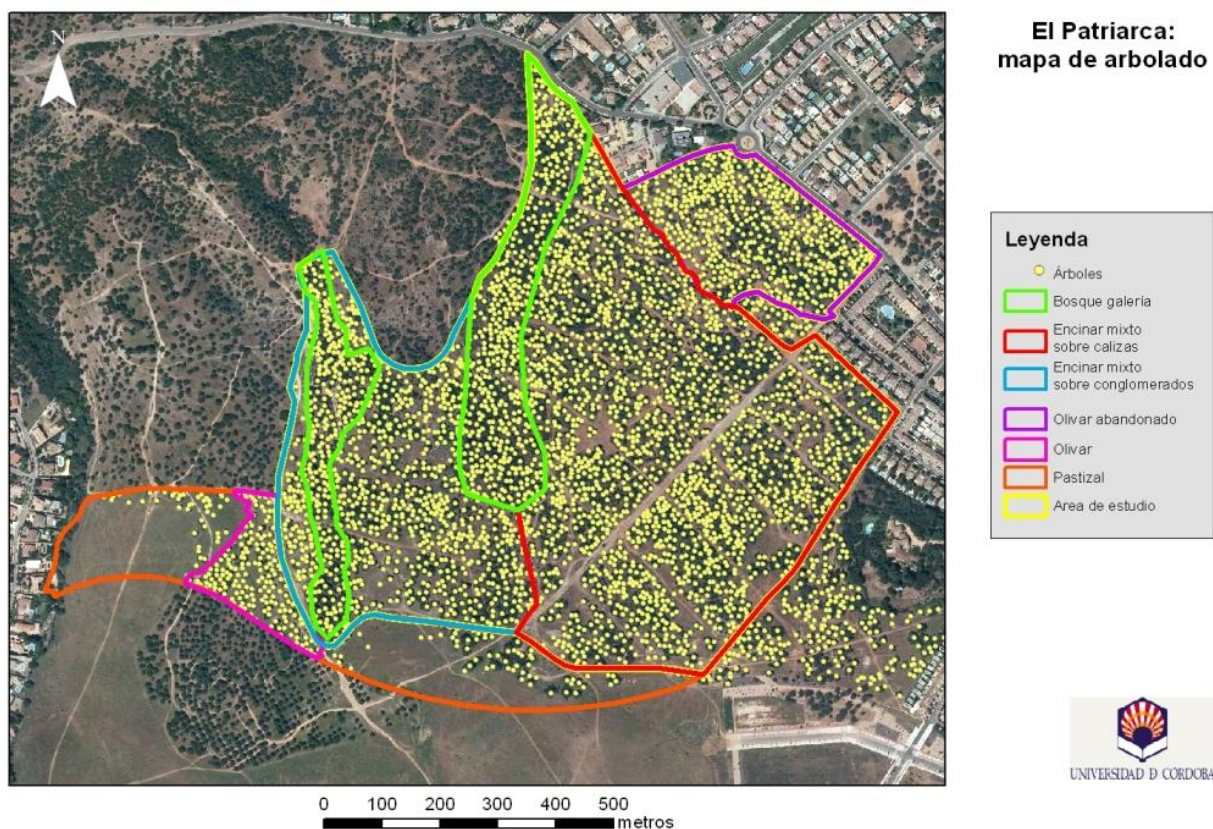 El Patriarca:
mapa de arbolado
N
Leyenda
Árboles
Bosque galería
Encinar mixto
sobre calizas
Encinar mixto
sobre conglomerados
Olivar abandonado
Olivar
Pastizal
Area de estudio
UNIVERSIDAD D CÓRDOBA
0 100 200 300 400 500
metros